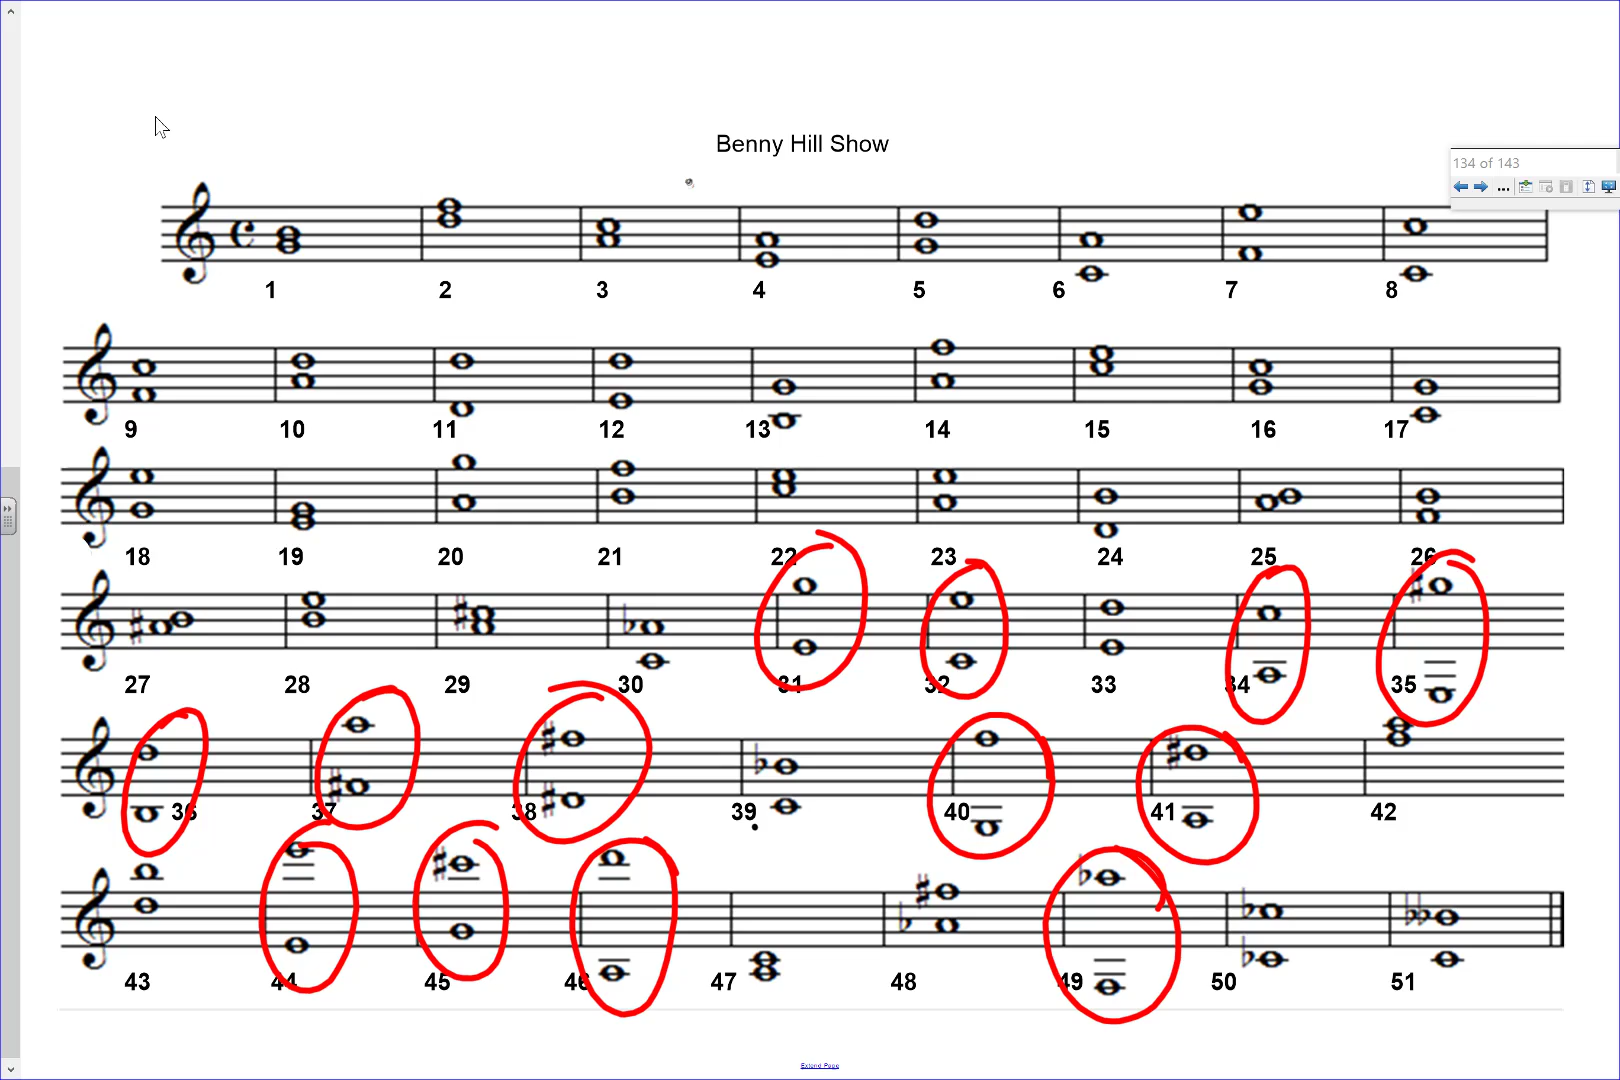 Benny Hill Show
134 of 143
1 2 3 4 5 6 7 8
9 10 11 12 13 14 15 16 17
18 19 20 21 22 23 24 25 26
27 28 29 30 31 32 33 34 35
36 37 38 39 40 41 42
43 44 45 46 47 48 49 50 51
Extend Page